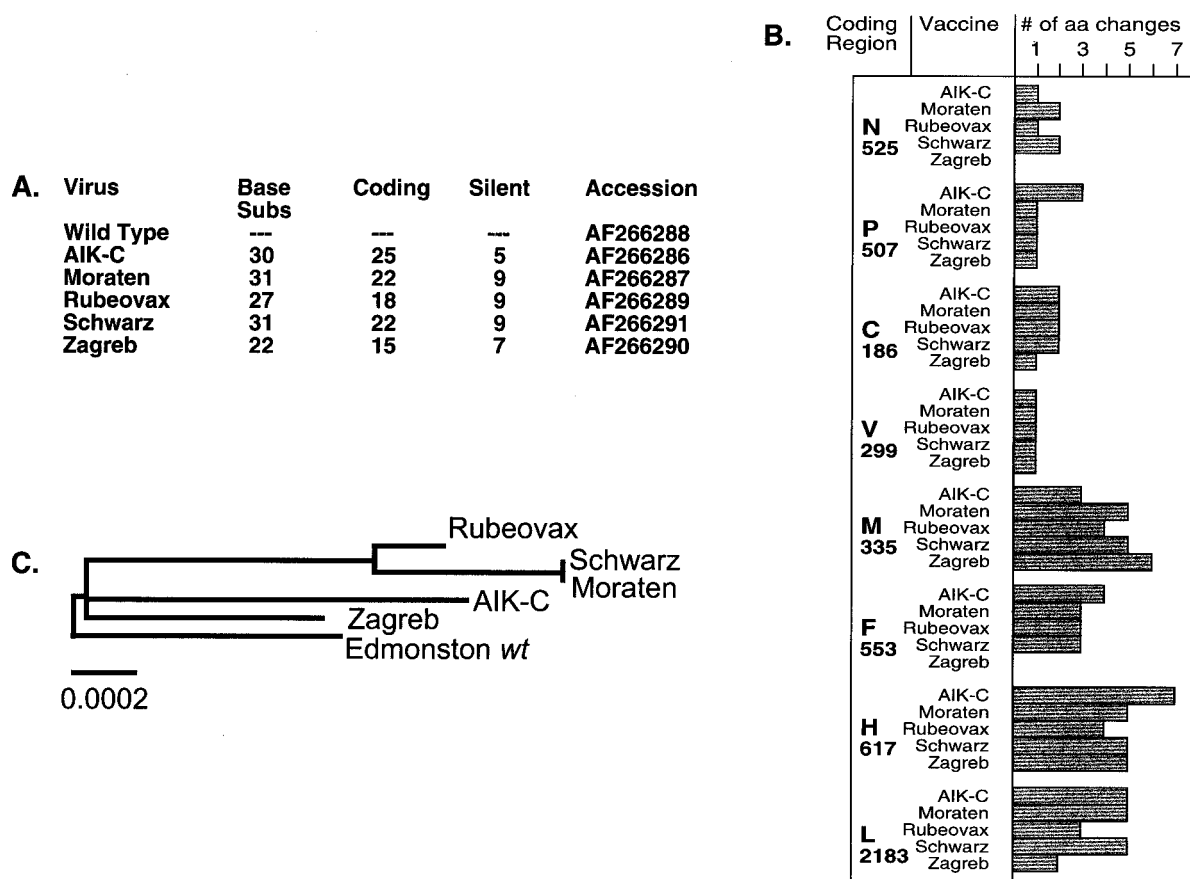 A.
Virus Base Subs Coding Silent Accession
Wild Type --- --- --- AF266288
AIK-C 30 25 5 AF266286
Moraten 31 22 9 AF266287
Rubeovax 27 18 9 AF266289
Schwarz 31 22 9 AF266291
Zagreb 22 15 7 AF266290
B.
Coding Region Vaccine # of aa changes
1 3 5 7
N 525
AIK-C
Moraten
Rubeovax
Schwarz
Zagreb
P 507
AIK-C
Moraten
Rubeovax
Schwarz
Zagreb
C 186
AIK-C
Moraten
Rubeovax
Schwarz
Zagreb
V 299
AIK-C
Moraten
Rubeovax
Schwarz
Zagreb
M 335
AIK-C
Moraten
Rubeovax
Schwarz
Zagreb
F 553
AIK-C
Moraten
Rubeovax
Schwarz
Zagreb
H 617
AIK-C
Moraten
Rubeovax
Schwarz
Zagreb
L 2183
AIK-C
Moraten
Rubeovax
Schwarz
Zagreb
C.
Rubeovax
Schwarz
Moraten
AIK-C
Zagreb
Edmonston wt
0.0002